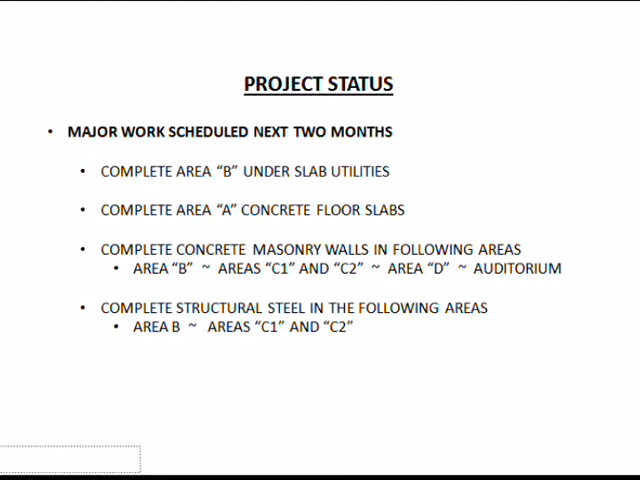 PROJECT STATUS
• MAJOR WORK SCHEDULED NEXT TWO MONTHS
• COMPLETE AREA “B” UNDER SLAB UTILITIES
• COMPLETE AREA “A” CONCRETE FLOOR SLABS
• COMPLETE CONCRETE MASONRY WALLS IN FOLLOWING AREAS
• AREA “B” ~ AREAS “C1” AND “C2” ~ AREA “D” ~ AUDITORIUM
• COMPLETE STRUCTURAL STEEL IN THE FOLLOWING AREAS
• AREA B ~ AREAS “C1” AND “C2”